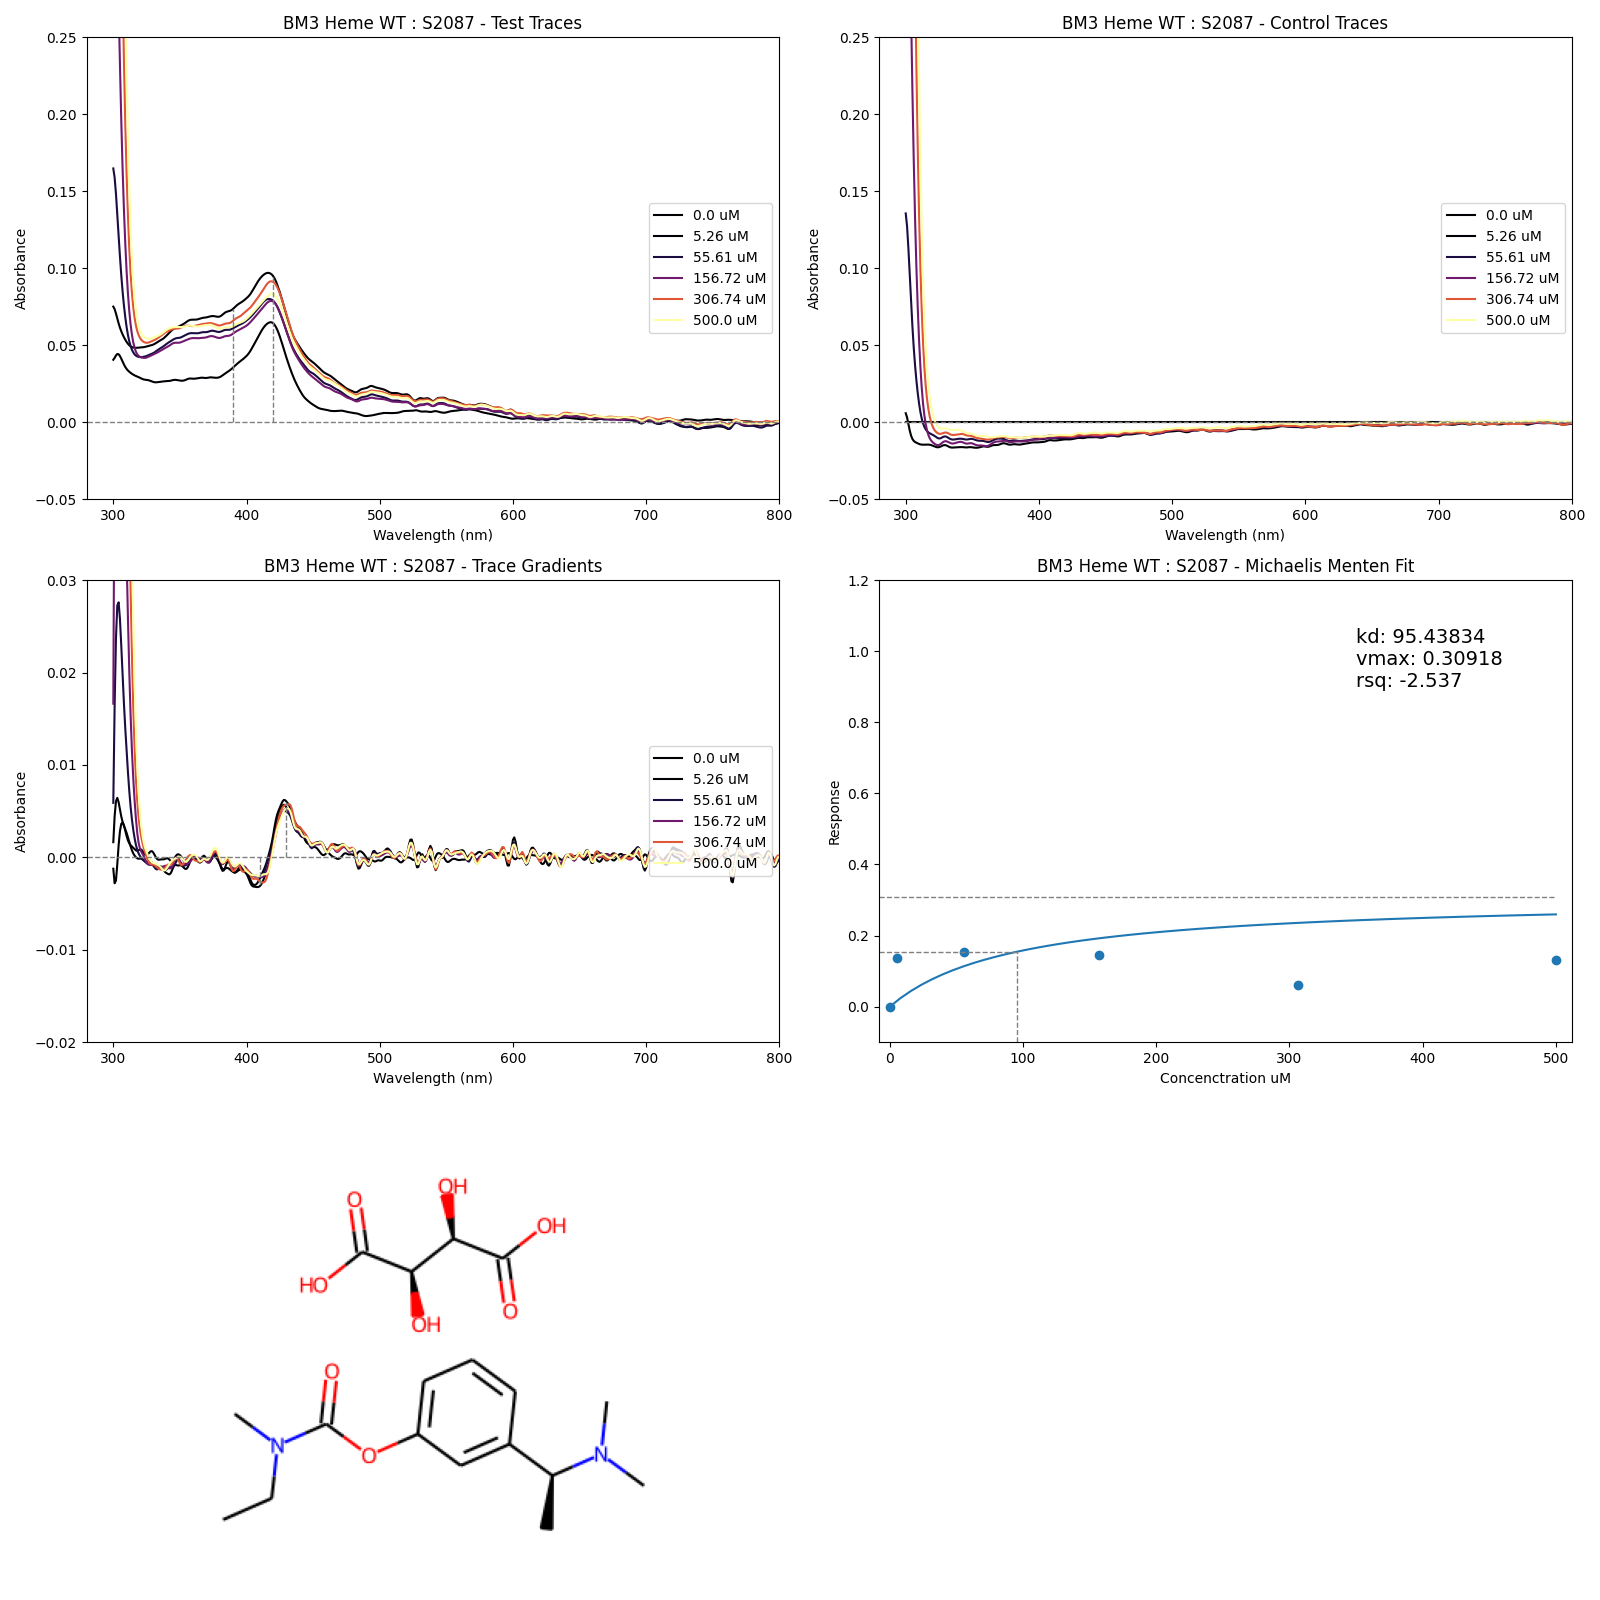 BM3 Heme WT : S2087 - Test Traces
0.25
0.20
0.15
0.10
0.05
0.00
−0.05
Absorbance
300 400 500 600 700 800
Wavelength (nm)
0.0 uM
5.26 uM
55.61 uM
156.72 uM
306.74 uM
500.0 uM
BM3 Heme WT : S2087 - Control Traces
0.25
0.20
0.15
0.10
0.05
0.00
−0.05
Absorbance
300 400 500 600 700 800
Wavelength (nm)
0.0 uM
5.26 uM
55.61 uM
156.72 uM
306.74 uM
500.0 uM
BM3 Heme WT : S2087 - Trace Gradients
0.03
0.02
0.01
0.00
−0.01
−0.02
Absorbance
300 400 500 600 700 800
Wavelength (nm)
0.0 uM
5.26 uM
55.61 uM
156.72 uM
306.74 uM
500.0 uM
BM3 Heme WT : S2087 - Michaelis Menten Fit
1.2
1.0
0.8
0.6
0.4
0.2
0.0
Response
0 100 200 300 400 500
Concenctration uM
kd: 95.43834
vmax: 0.30918
rsq: -2.537
OH
O
OH
HO
O
OH
O
N
O
N